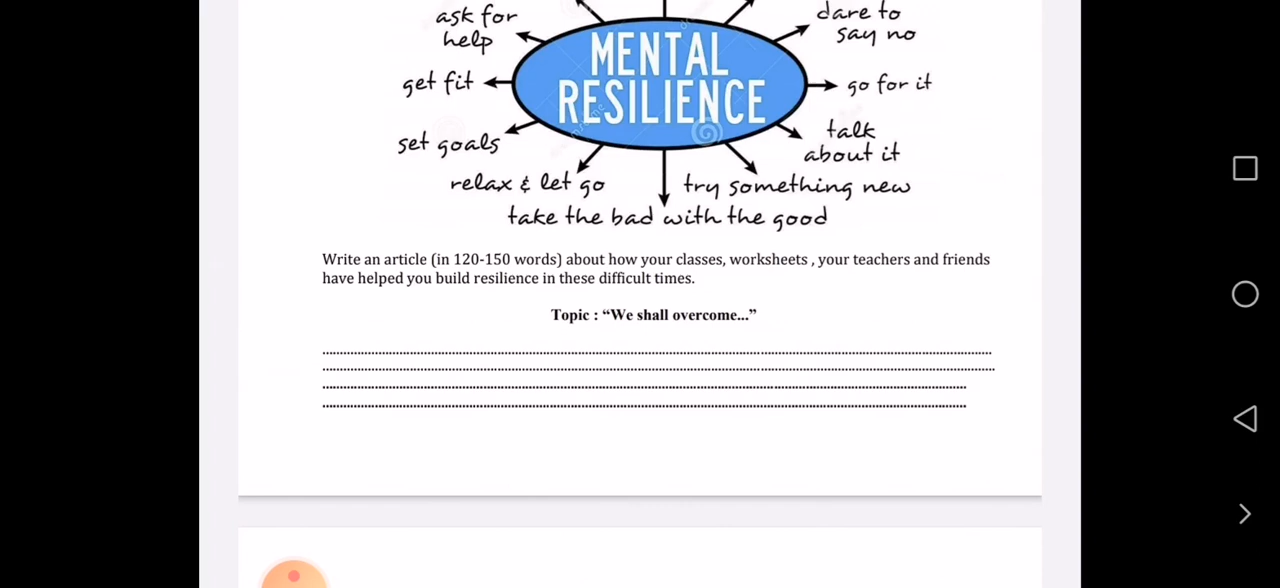 ask for
help
dare to
say no
MENTAL
RESILIENCE
get fit
go for it
set goals
talk
about it
relax & let go
try something new
take the bad with the good
Write an article (in 120-150 words) about how your classes, worksheets , your teachers and friends
have helped you build resilience in these difficult times.
Topic : “We shall overcome...”